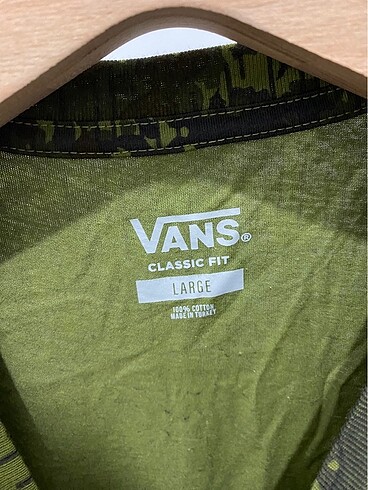 VANS®
CLASSIC FIT
LARGE
100% COTTON
MADE IN TURKEY